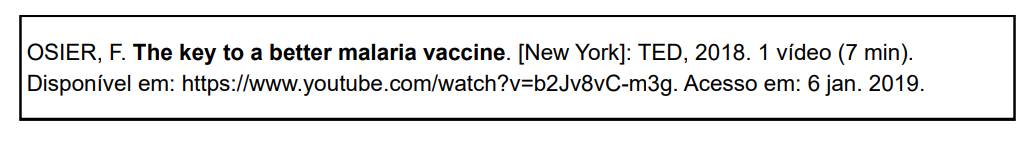 OSIER, F. The key to a better malaria vaccine. [New York]: TED, 2018. 1 vídeo (7 min).
Disponível em: https://www.youtube.com/watch?v=b2Jv8vC-m3g. Acesso em: 6 jan. 2019.